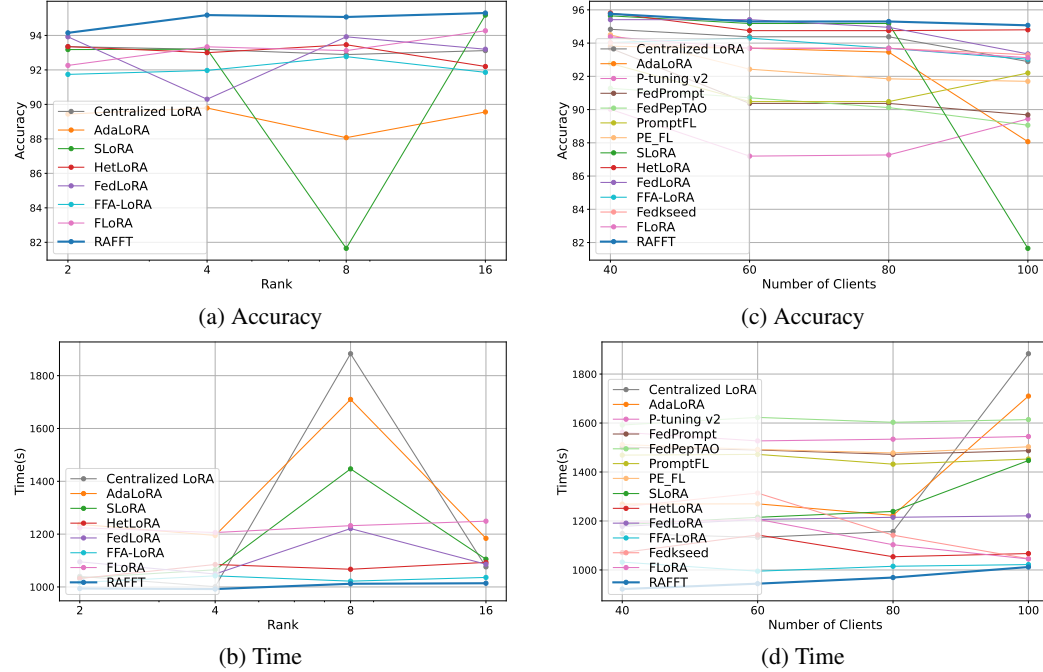 94
92
90
88
86
84
82
Accuracy
Centralized LoRA
AdaLoRA
SLoRA
HetLoRA
FedLoRA
FFA-LoRA
FLoRA
RAFFT
2
4
8
16
Rank
(a) Accuracy
96
94
92
90
88
86
84
82
Accuracy
Centralized LoRA
AdaLoRA
P-tuning v2
FedPrompt
FedPepTAO
PromptFL
PE_FL
SLoRA
HetLoRA
FedLoRA
FFA-LoRA
Fedkseed
FLoRA
RAFFT
40
60
80
100
Number of Clients
(c) Accuracy
1800
1600
1400
1200
1000
Time(s)
Centralized LoRA
AdaLoRA
SLoRA
HetLoRA
FedLoRA
FFA-LoRA
FLoRA
RAFFT
2
4
8
16
Rank
(b) Time
1800
1600
1400
1200
1000
Time(s)
Centralized LoRA
AdaLoRA
P-tuning v2
FedPrompt
FedPepTAO
PromptFL
PE_FL
SLoRA
HetLoRA
FedLoRA
FFA-LoRA
Fedkseed
FLoRA
RAFFT
40
60
80
100
Number of Clients
(d) Time